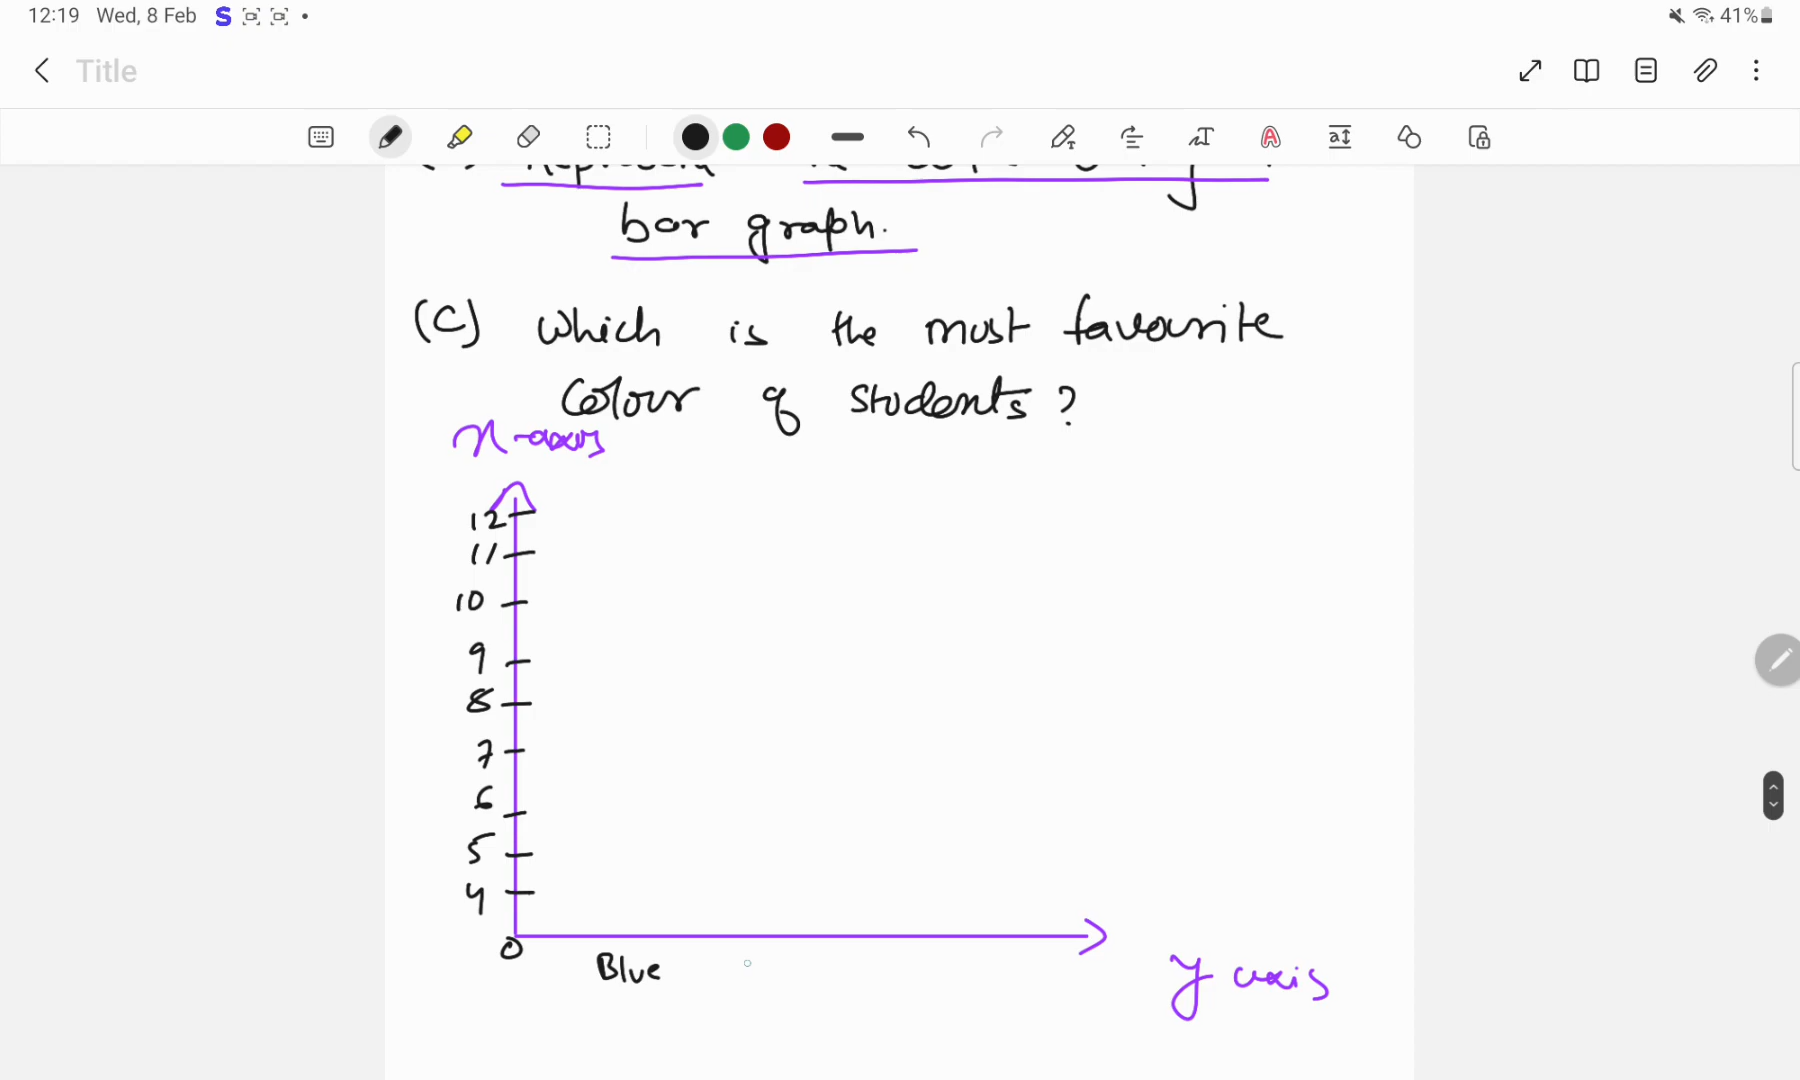 12:19 Wed, 8 Feb S
41%
Title
Represent
bar graph.
(C) which is the most favourite
Colour of students ?
x-axis
12
11
10
9
8
7
6
5
4
0
Blue
y axis